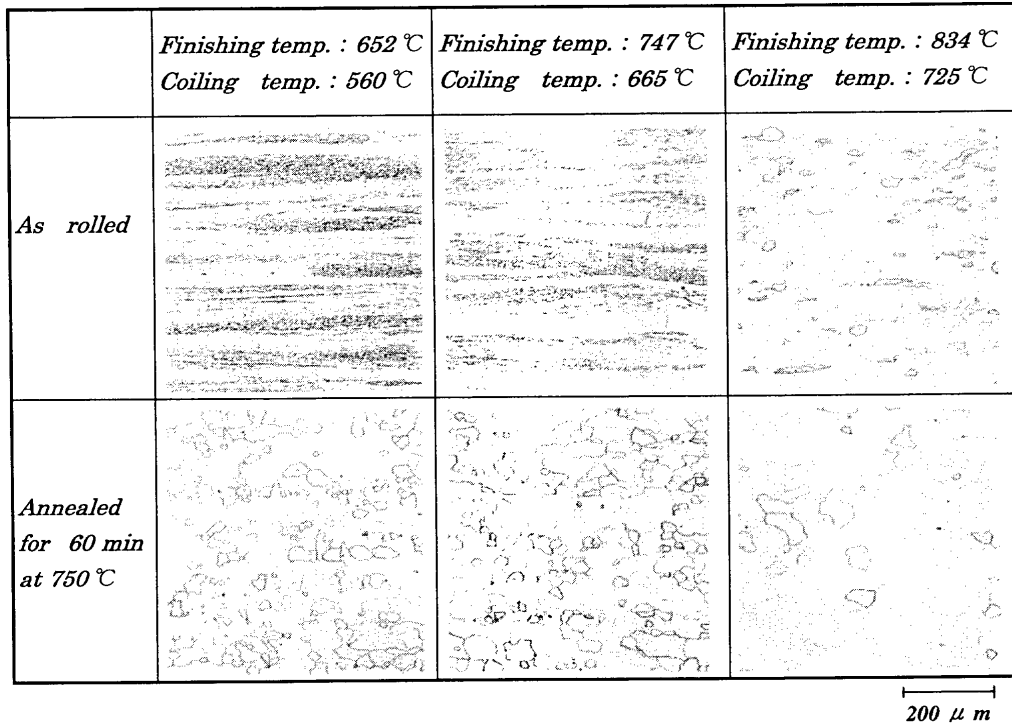 Finishing temp. : 652 ℃
Coiling temp. : 560 ℃
Finishing temp. : 747 ℃
Coiling temp. : 665 ℃
Finishing temp. : 834 ℃
Coiling temp. : 725 ℃
As rolled
Annealed
for 60 min
at 750 ℃
200 μ m